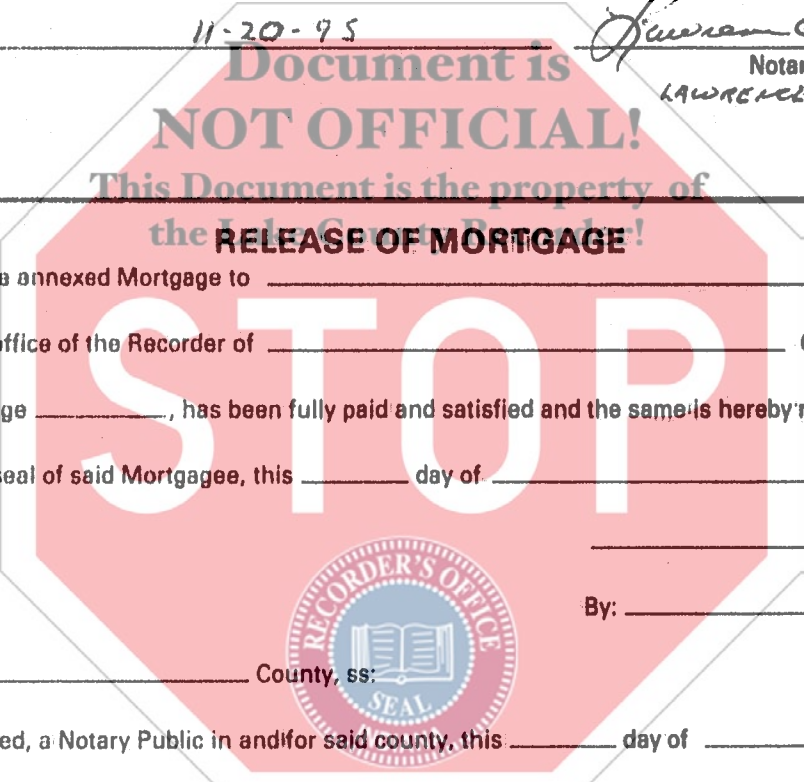 11-20-95
Notar
LAWRENCE
Document is
NOT OFFICIAL!
This Document is the property of
the Lake County Recorder!
RELEASE OF MORTGAGE
annexed Mortgage to
office of the Recorder of
ge , has been fully paid and satisfied and the same is hereby
seal of said Mortgagee, this day of
STOP
By:
County, ss:
ed, a Notary Public in and for said county, this day of
RECORDER'S OFFICE
SEAL